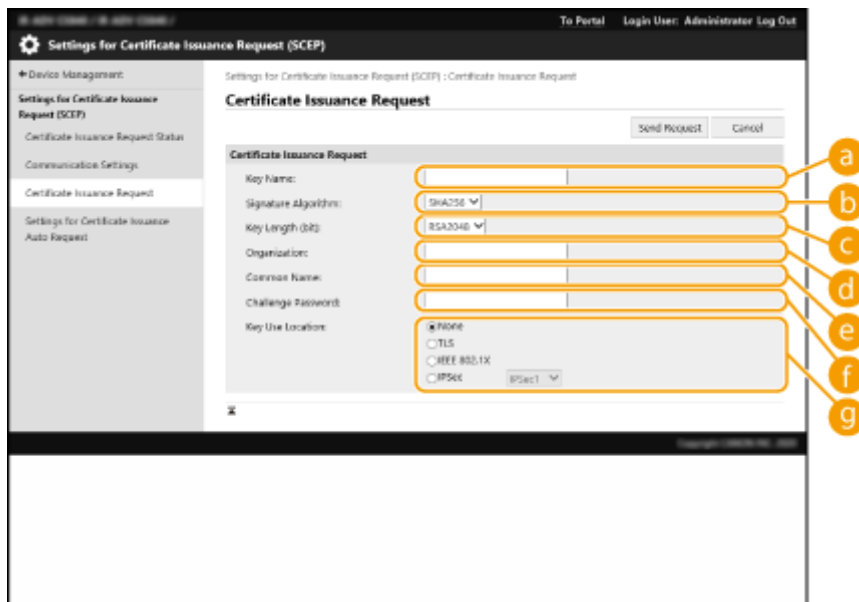 To Portal Login User: Administrator Log Out
Settings for Certificate Issuance Request (SCEP)
Device Management
Settings for Certificate Issuance
Request (SCEP)
Certificate Issuance Request Status
Communication Settings
Certificate Issuance Request
Settings for Certificate Issuance
Auto Request
Settings for Certificate Issuance Request (SCEP) : Certificate Issuance Request
Certificate Issuance Request
Send Request Cancel
Certificate Issuance Request
Key Name: a
Signature Algorithm: SHA256 b
Key Length (bit): RSA2048 c
Organization: d
Common Name: e
Challenge Password: f
Key Use Location: None
TLS
IEEE 802.1X
IPSec IPSec1
g